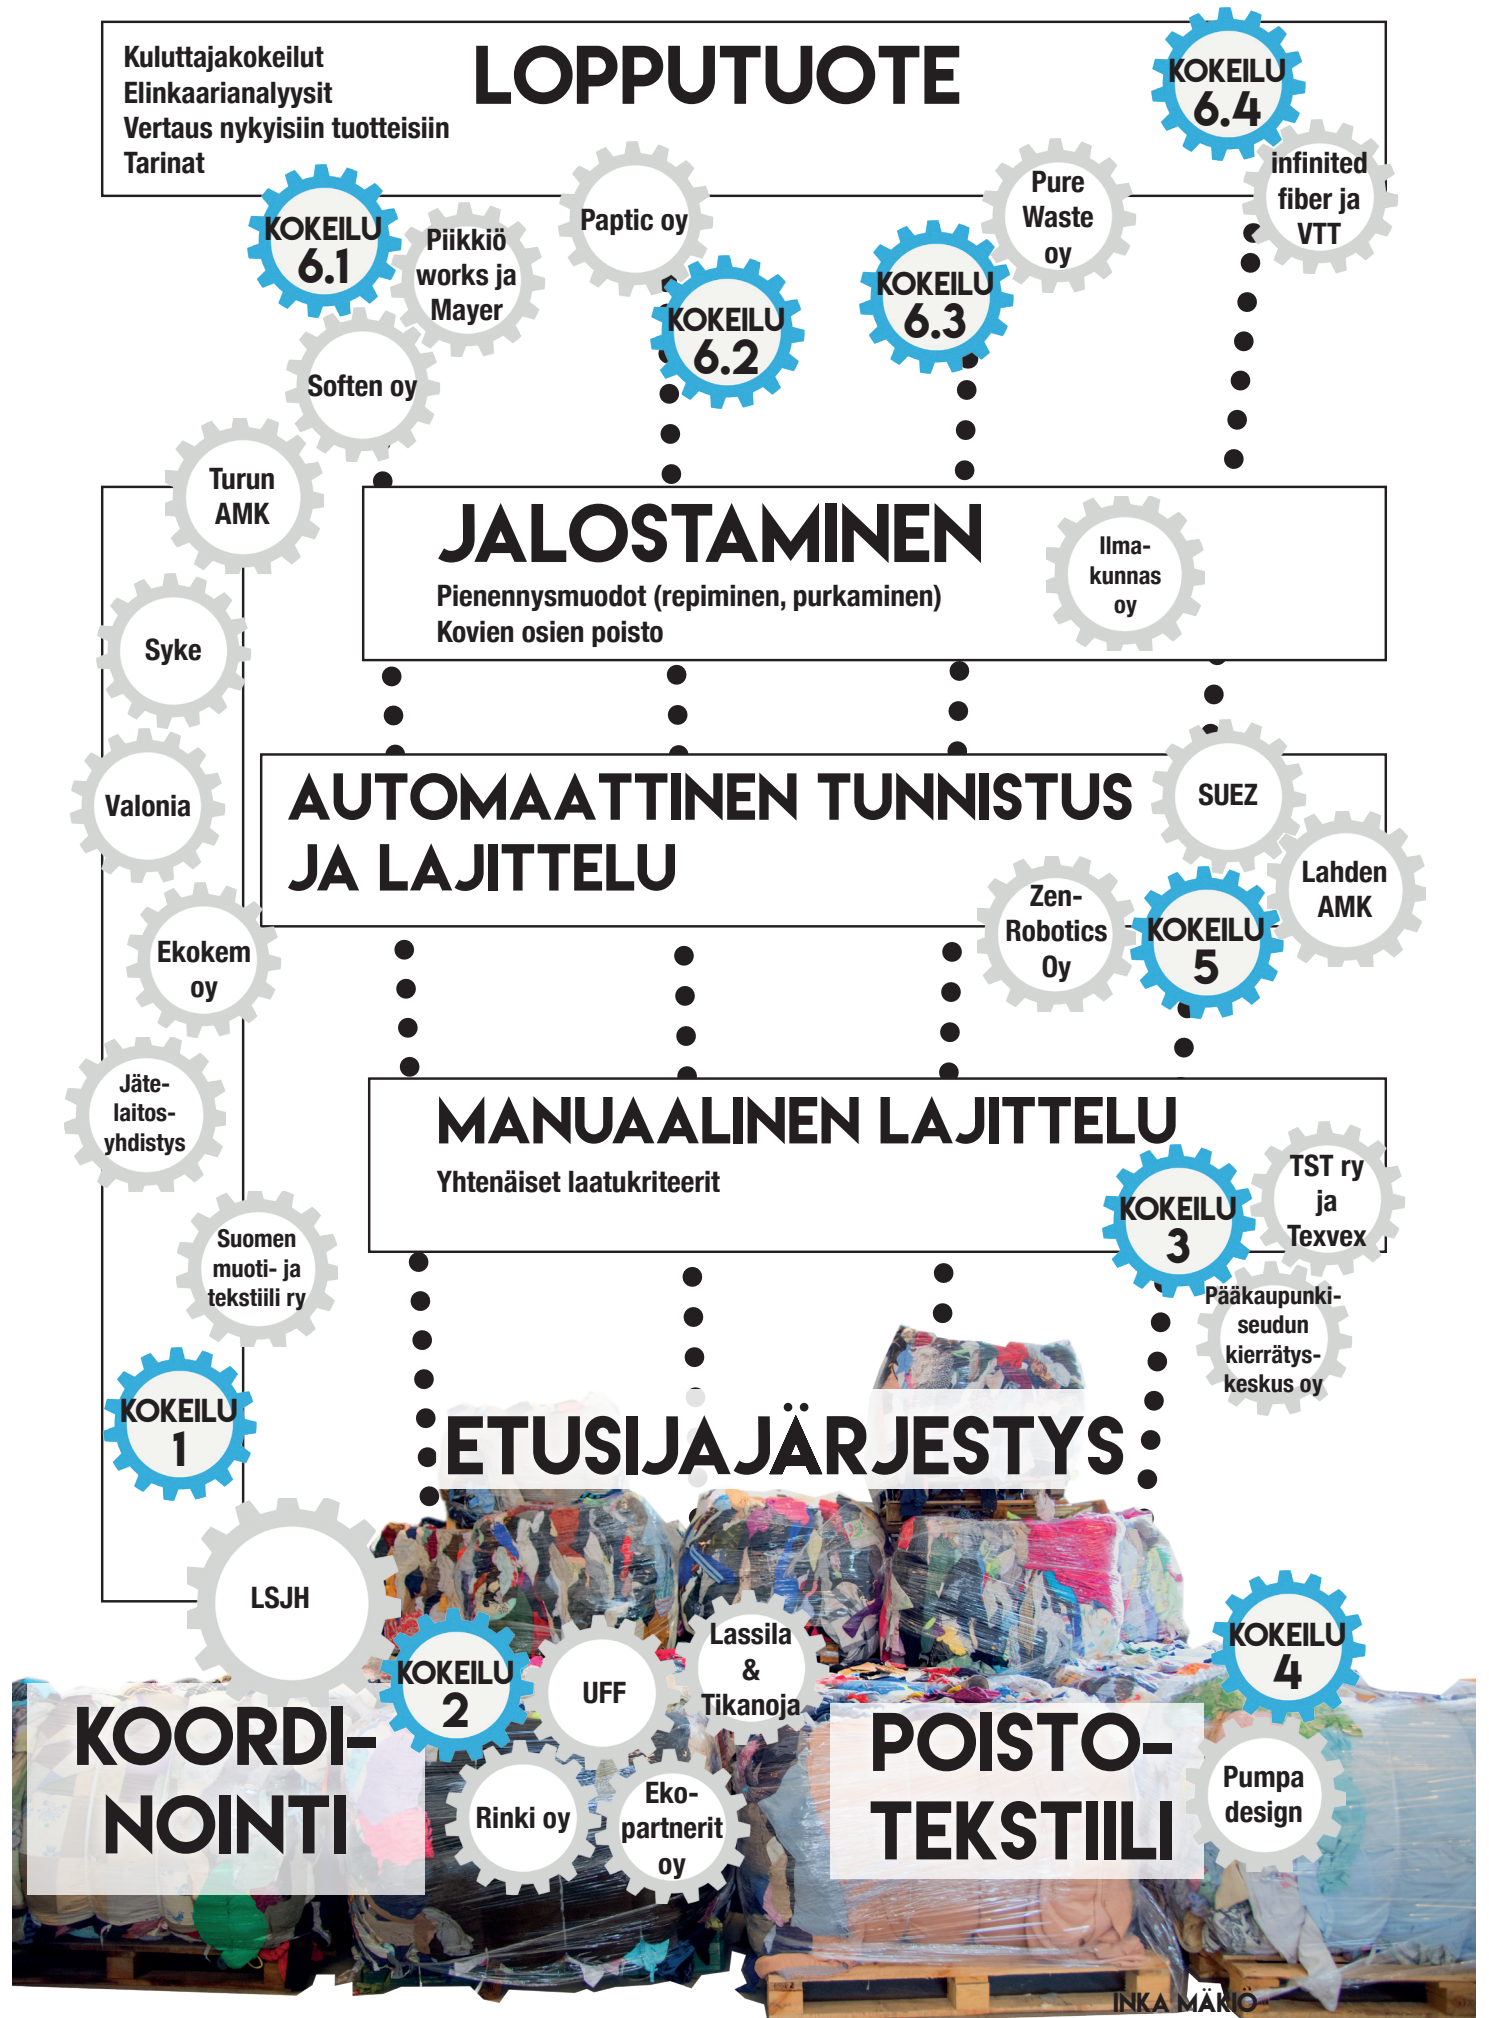 LOPPUTUOTE
Kuluttajakokeilut
Elinkaarianalyysit
Vertaus nykyisiin tuotteisiin
Tarinat
KOKEILU
6.4
infinited
fiber ja
VTT
KOKEILU
6.1
Piikkiö
works ja
Mayer
Soften oy
Paptic oy
KOKEILU
6.2
KOKEILU
6.3
Pure
Waste
oy
Turun
AMK
JALOSTAMINEN
Pienennysmuodot (repiminen, purkaminen)
Kovien osien poisto
Ilma-
kunnas
oy
Syke
Valonia
AUTOMAATTINEN TUNNISTUS
JA LAJITTELU
SUEZ
Lahden
AMK
Zen-
Robotics
Oy
KOKEILU
5
Ekokem
oy
Jäte-
laitos-
yhdistys
MANUAALINEN LAJITTELU
Yhtenäiset laatukriteerit
KOKEILU
3
TST ry
ja
Texvex
Pääkaupunki-
seudun
kierrätys-
keskus oy
Suomen
muoti- ja
tekstiili ry
KOKEILU
1
ETUSIJAJÄRJESTYS
LSJH
KOORDI-
NOINTI
KOKEILU
2
UFF
Lassila
&
Tikanoja
Rinki oy
Eko-
partnerit
oy
POISTO-
TEKSTIILI
KOKEILU
4
Pumpa
design
INKA MÄKIÖ